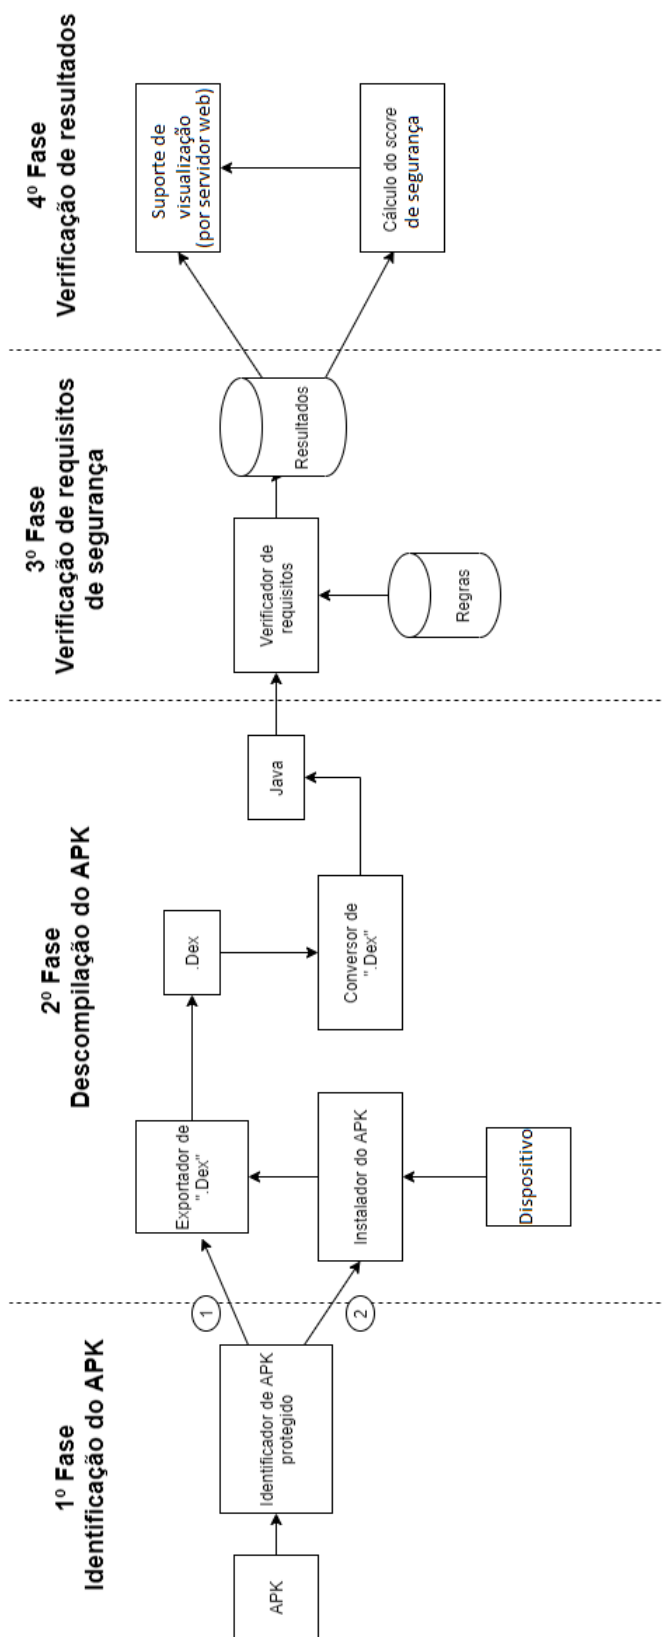 1º Fase
Identificação do APK
APK
Identificador de APK
protegido
1
2
2º Fase
Descompilação do APK
Exportador de
".Dex"
Instalador do APK
Dispositivo
.Dex
Conversor de
".Dex"
Java
3º Fase
Verificação de requisitos
de segurança
Verificador de
requisitos
Regras
Resultados
4º Fase
Verificação de resultados
Suporte de
visualização
(por servidor web)
Cálculo do score
de segurança